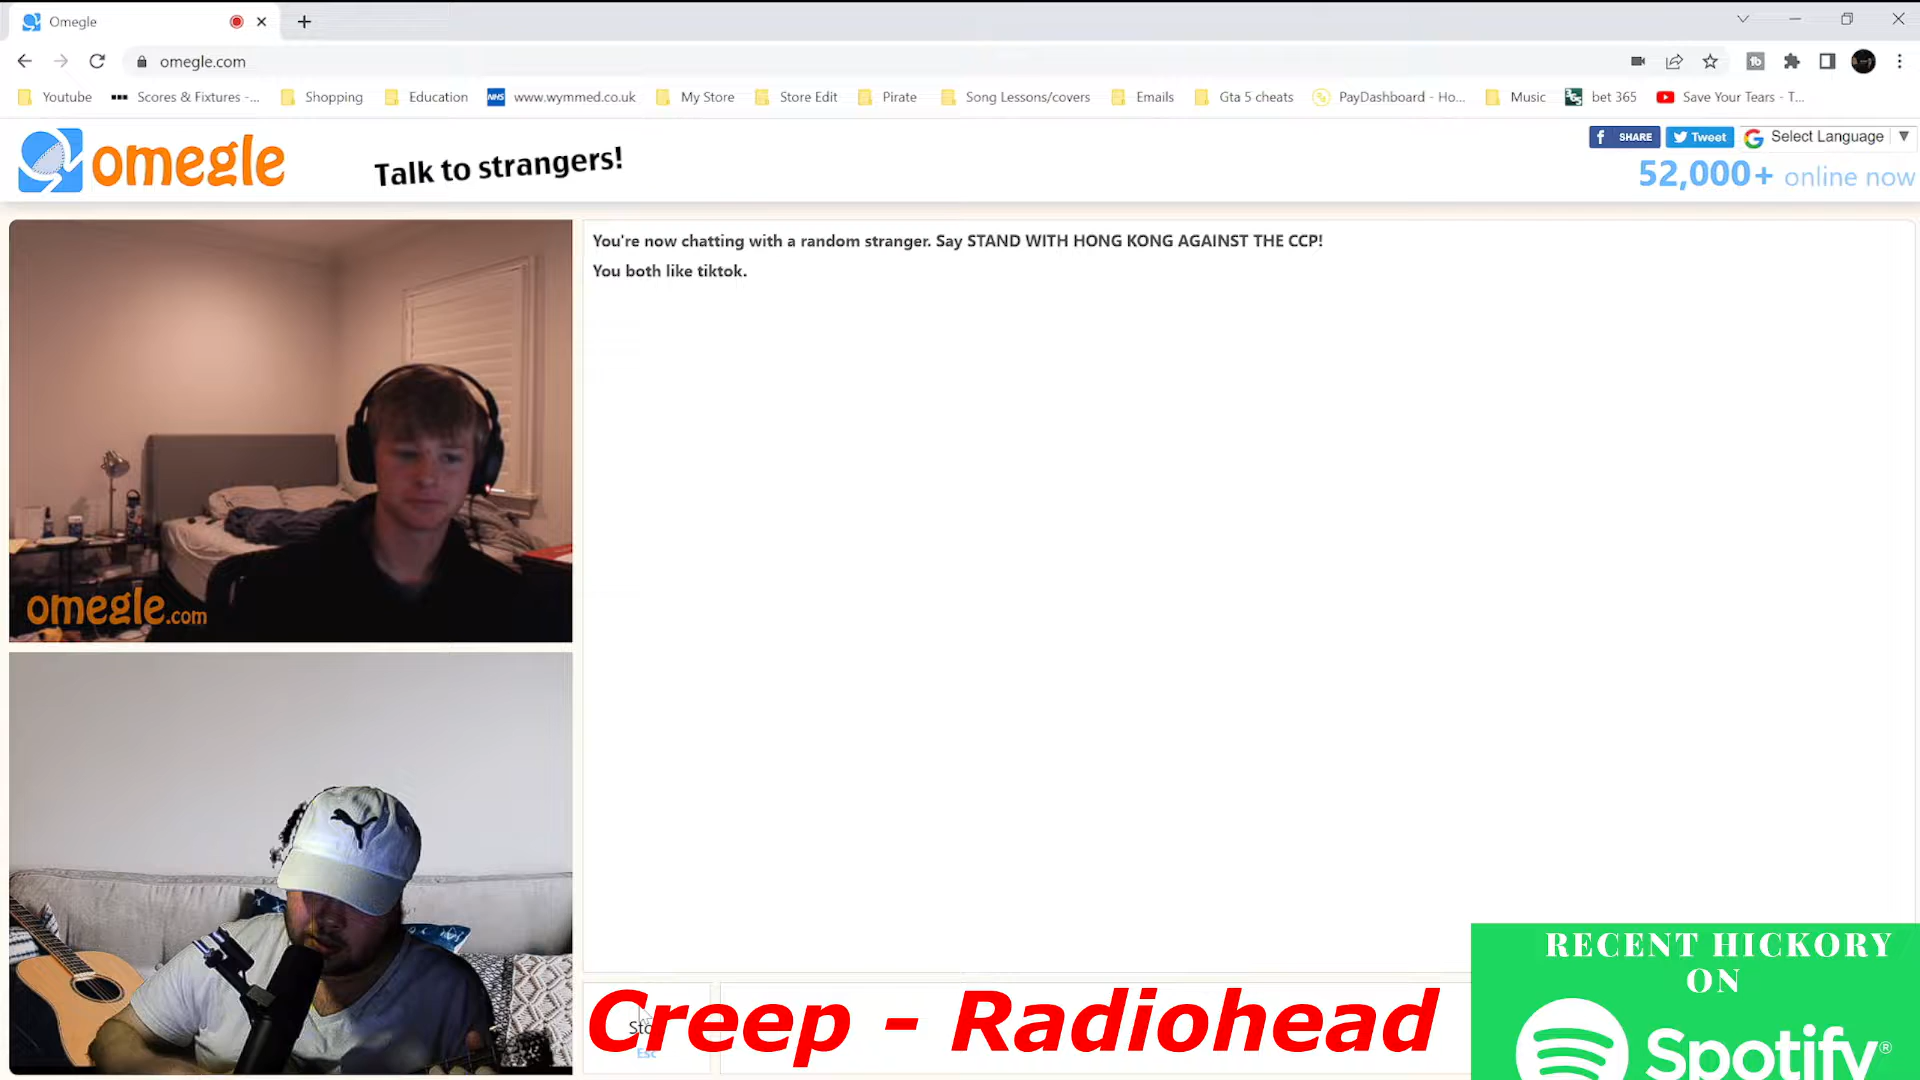 Omegle
omegle.com
Youtube
Scores & Fixtures -...
Shopping
Education
NHS
www.wymmed.co.uk
My Store
Store Edit
Pirate
Song Lessons/covers
Emails
Gta 5 cheats
PayDashboard - Ho...
Music
365
bet 365
Save Your Tears - T...
omegle
Talk to strangers!
f SHARE
Tweet
Select Language
52,000+ online now
You're now chatting with a random stranger. Say STAND WITH HONG KONG AGAINST THE CCP!
You both like tiktok.
omegle.com
Esc
Creep - Radiohead
RECENT HICKORY
ON
Spotify®